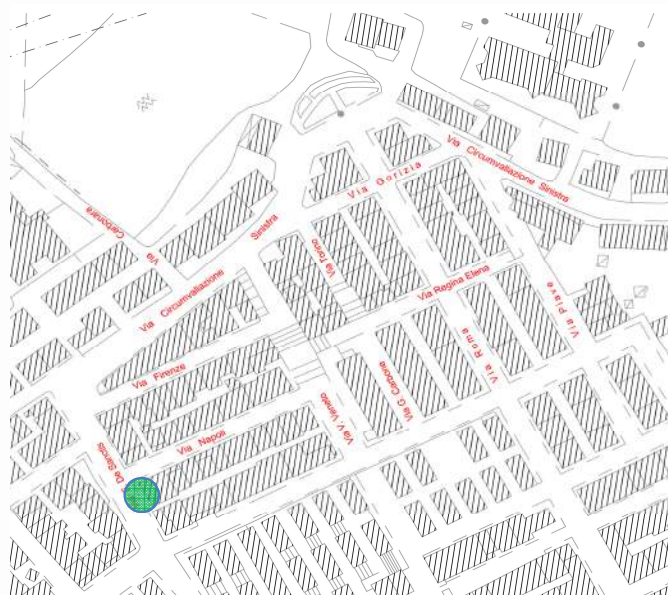 Via Circumvallazione Sinistra
Via Gorizia
Via Carbonara
Via Circumvallazione Sinistra
Via Torino
Via Regina Elena
Via Piave
Via Firenze
Via G. Carboni
Via Roma
Via V. Veneto
Via Napoli
De Sanctis